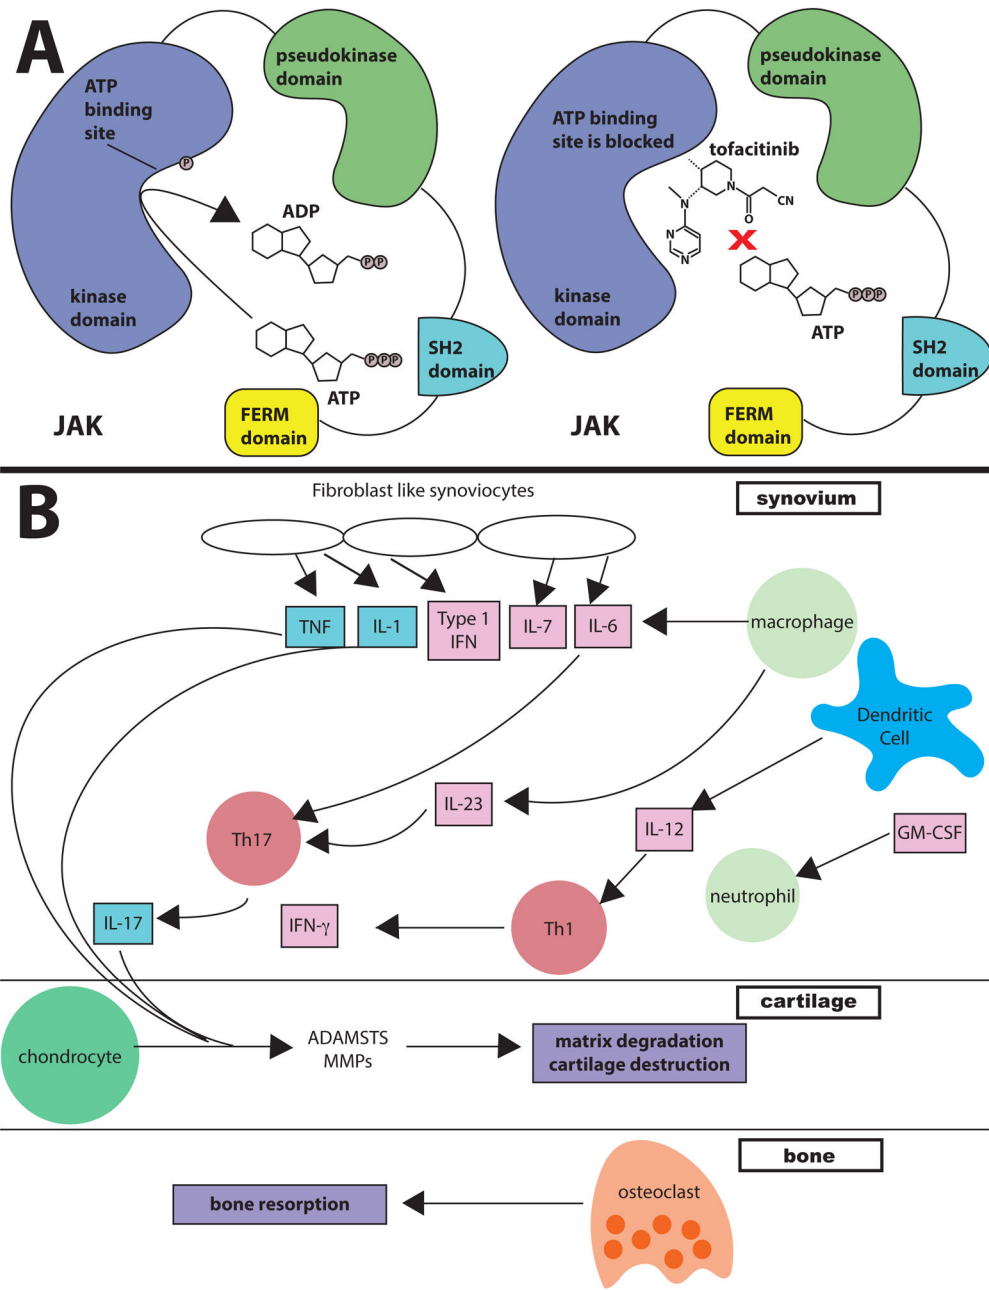 A
ATP
binding
site
P
pseudokinase
domain
ADP
P P
kinase
domain
P P P
ATP
SH2
domain
FERM
domain
JAK
pseudokinase
domain
ATP binding
site is blocked
tofacitinib
N
N
CN
O
N
N
P P P
ATP
kinase
domain
SH2
domain
FERM
domain
JAK
B
Fibroblast like synoviocytes
synovium
TNF
IL-1
Type 1
IFN
IL-7
IL-6
macrophage
Dendritic
Cell
IL-23
IL-12
GM-CSF
Th17
neutrophil
IL-17
IFN-γ
Th1
cartilage
chondrocyte
ADAMSTS
MMPs
matrix degradation
cartilage destruction
bone
osteoclast
bone resorption